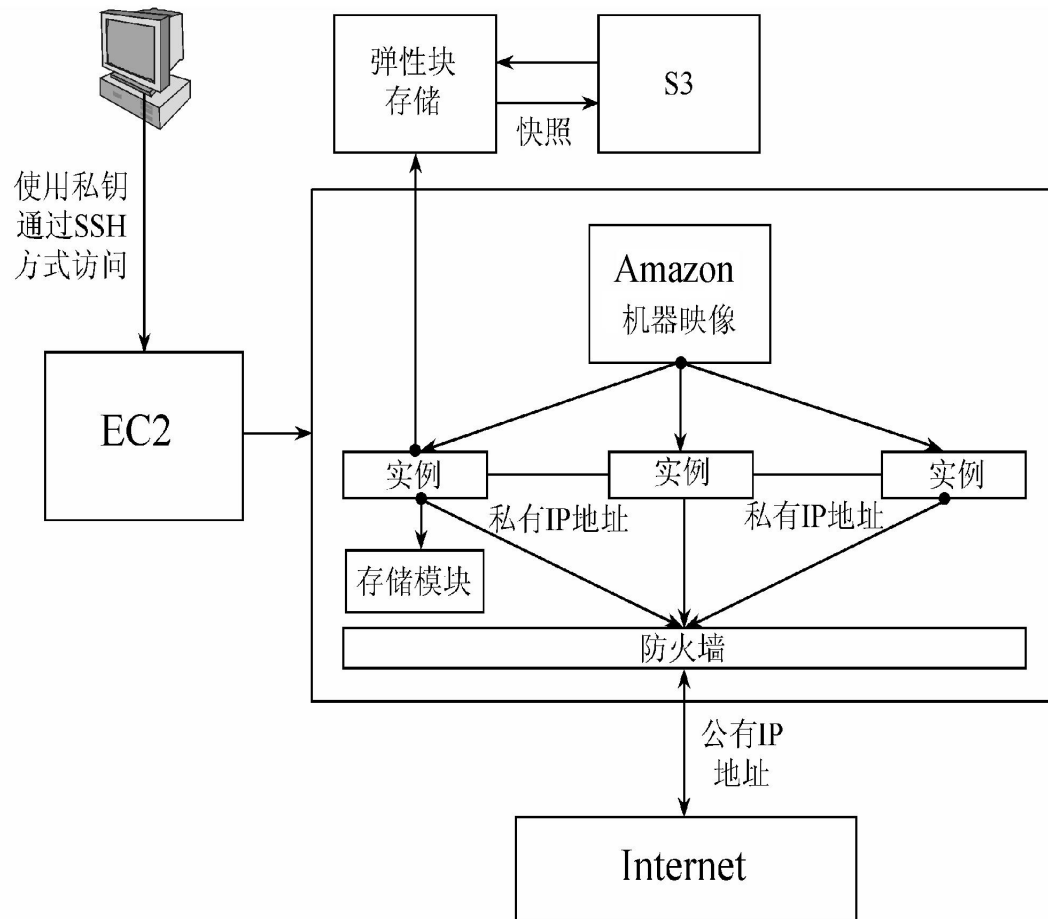 弹性块
存储
S3
快照
使用私钥
通过SSH
方式访问
Amazon
机器映像
EC2
实例
实例
实例
私有IP地址
私有IP地址
存储模块
防火墙
公有IP
地址
Internet